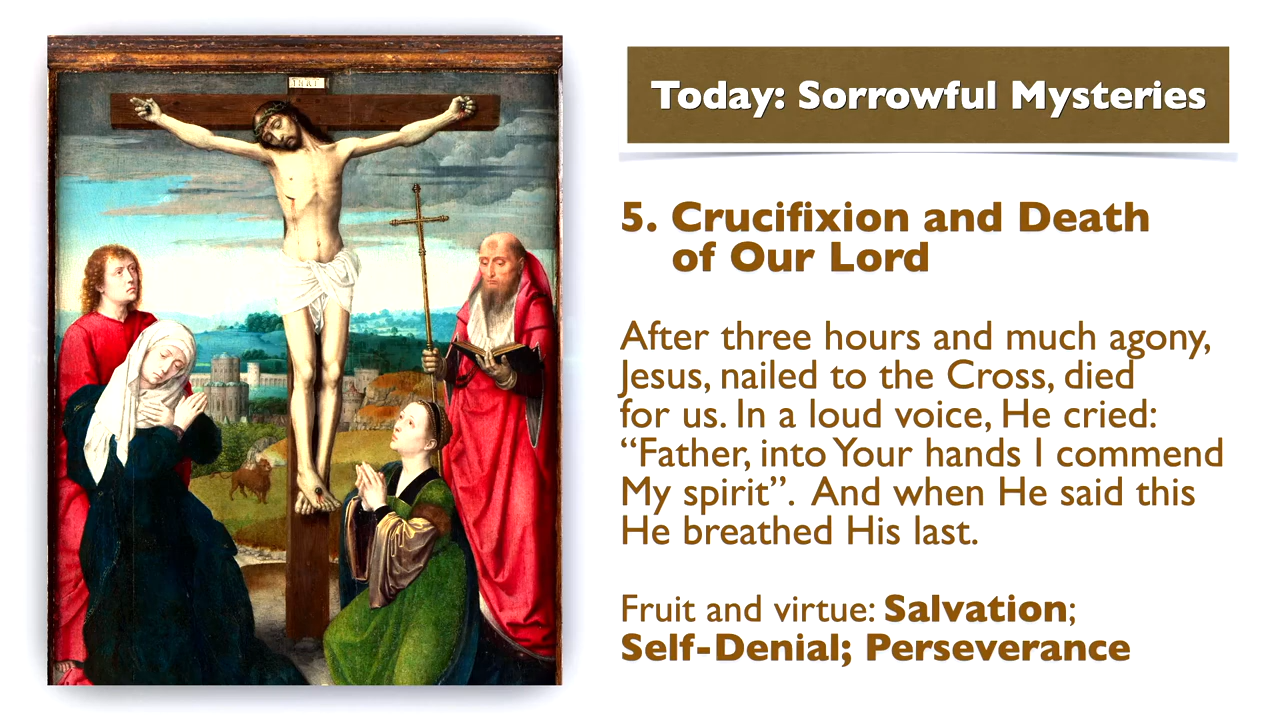 INRI
Today: Sorrowful Mysteries
5. Crucifixion and Death
of Our Lord
After three hours and much agony,
Jesus, nailed to the Cross, died
for us. In a loud voice, He cried:
“Father, into Your hands I commend
My spirit”. And when He said this
He breathed His last.
Fruit and virtue: Salvation;
Self-Denial; Perseverance